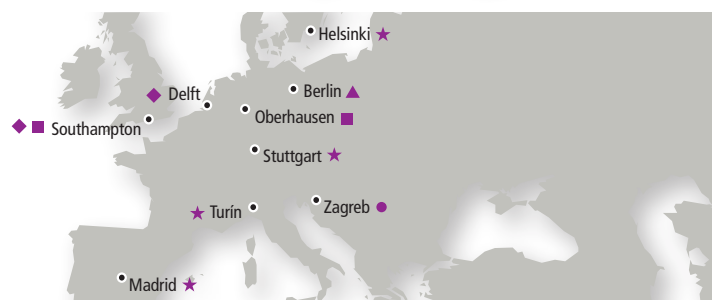 Helsinki
Delft
Berlin
Oberhausen
Southampton
Stuttgart
Turín
Zagreb
Madrid